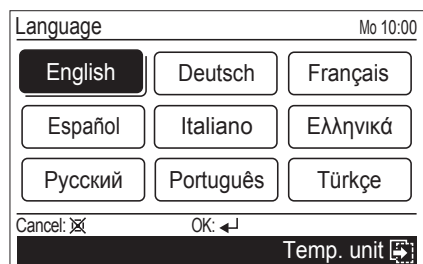 Language Mo 10:00
English Deutsch Français
Español Italiano Ελληνικά
Русский Português Türkçe
Cancel: OK:
Temp. unit